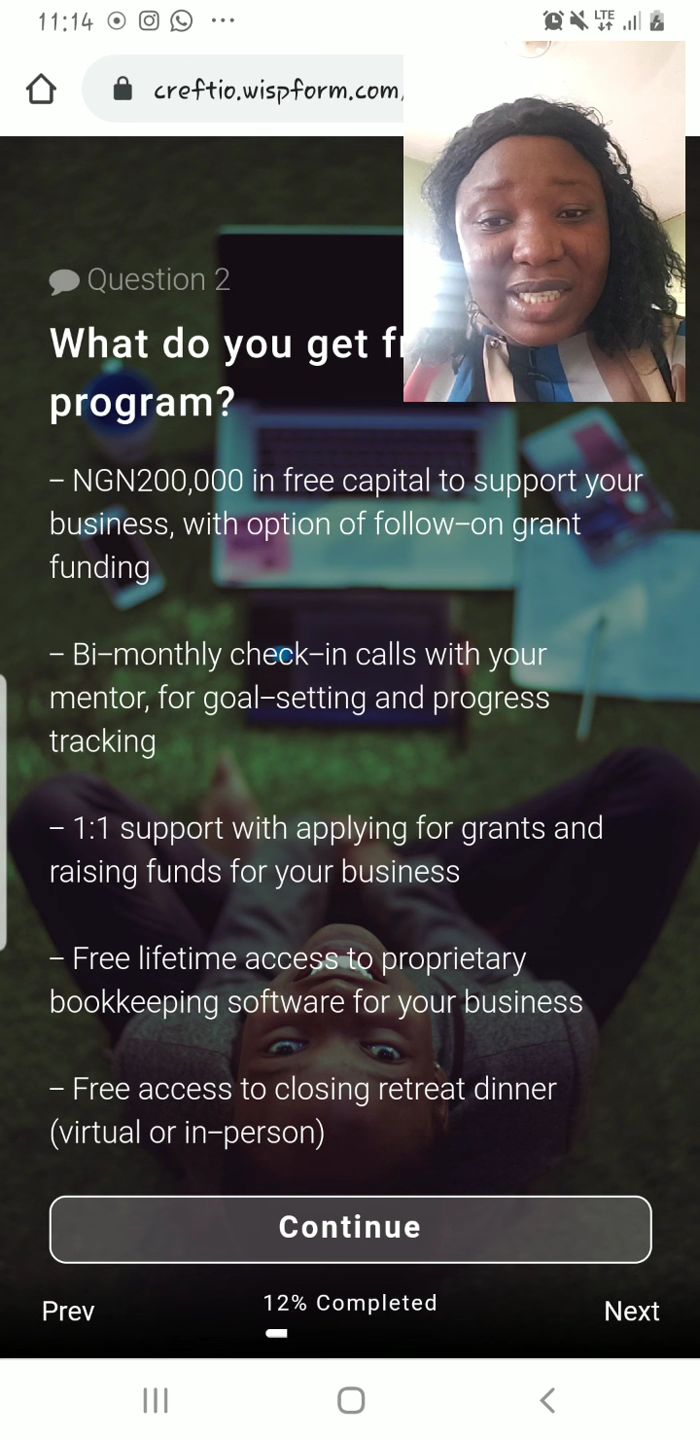 11:14
LTE
creftio.wispform.com
Question 2
What do you get
program?
– NGN200,000 in free capital to support your
business, with option of follow–on grant
funding
– Bi–monthly check–in calls with your
mentor, for goal–setting and progress
tracking
– 1:1 support with applying for grants and
raising funds for your business
– Free lifetime access to proprietary
bookkeeping software for your business
– Free access to closing retreat dinner
(virtual or in–person)
Continue
Prev
12% Completed
Next